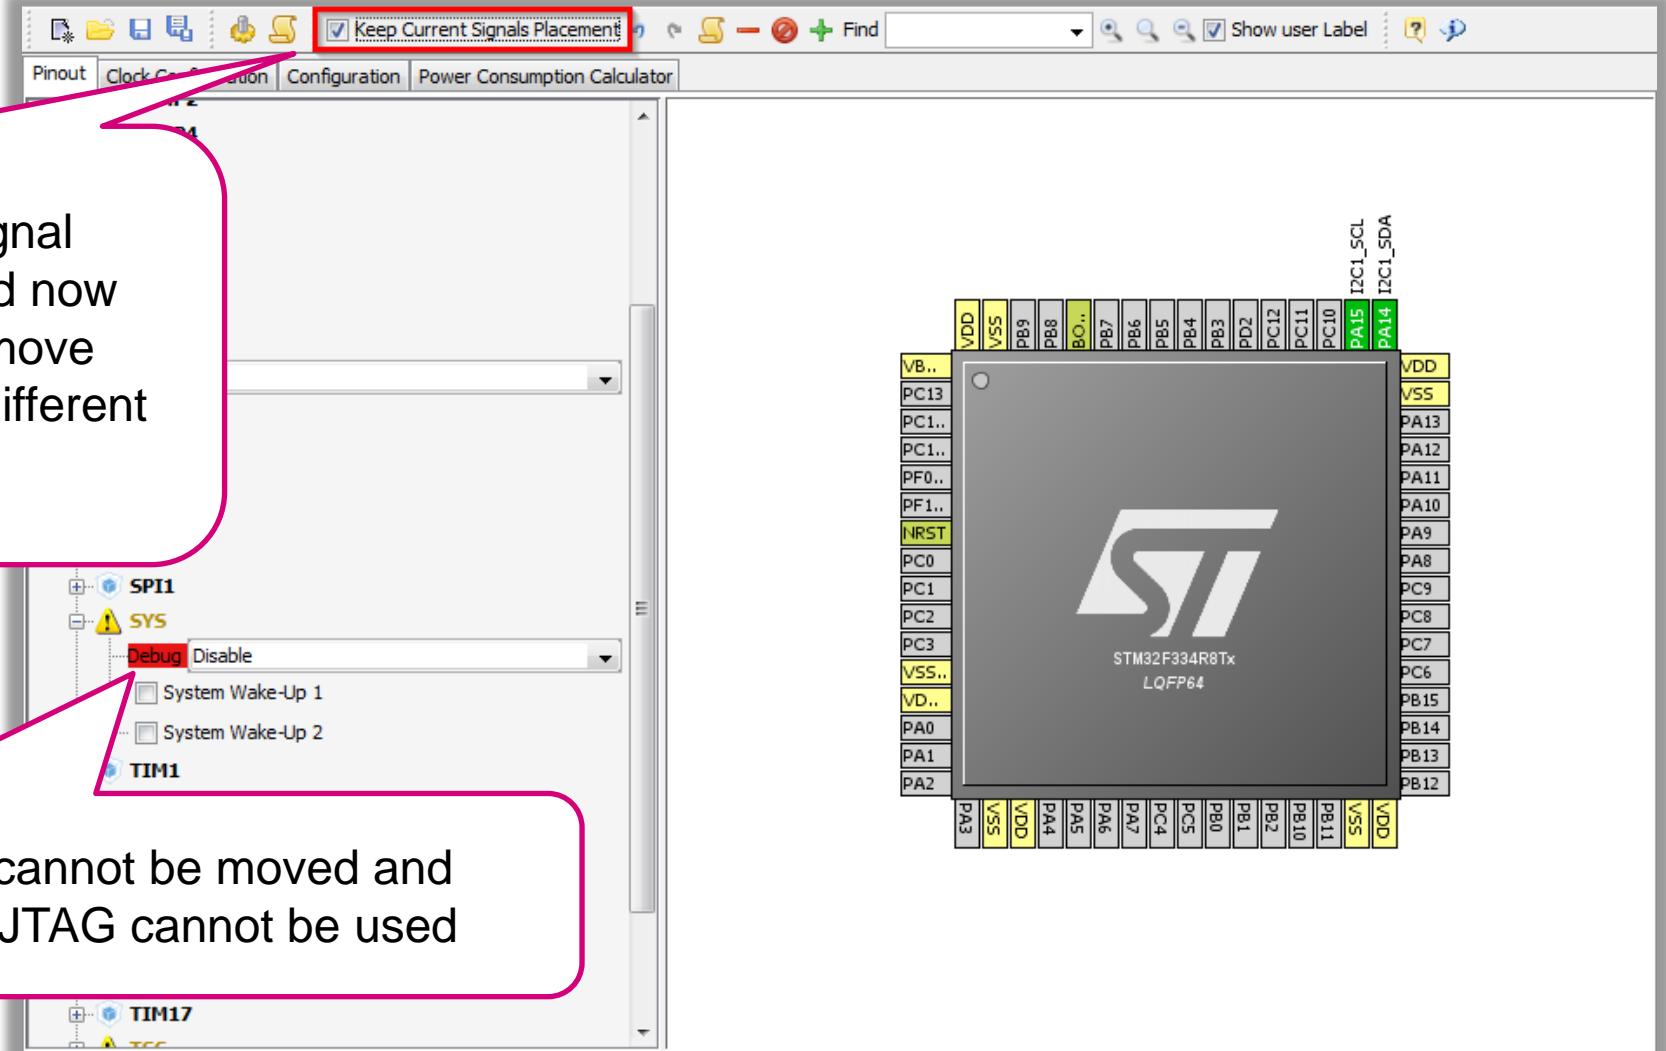 Keep Current Signals Placement
Find
Show user Label
Pinout
Configuration
Power Consumption Calculator
gnal
d now
move
ifferent
SPI1
SYS
Debug
Disable
System Wake-Up 1
System Wake-Up 2
TIM1
cannot be moved and
JTAG cannot be used
TIM17
I2C1_SCL
I2C1_SDA
VDD
VSS
PB9
PB8
BO..
PB7
PB6
PB5
PB4
PB3
PD2
PC12
PC11
PC10
PA15
PA14
VB..
PC13
PC1..
PC1..
PF0..
PF1..
NRST
PC0
PC1
PC2
PC3
VSS..
VD..
PA0
PA1
PA2
ST
STM32F334R8Tx
LQFP64
VDD
VSS
PA13
PA12
PA11
PA10
PA9
PA8
PC9
PC8
PC7
PC6
PB15
PB14
PB13
PB12
PA3
VSS
VDD
PA4
PA5
PA6
PA7
PC4
PC5
PB0
PB1
PB2
PB10
PB11
VSS
VDD